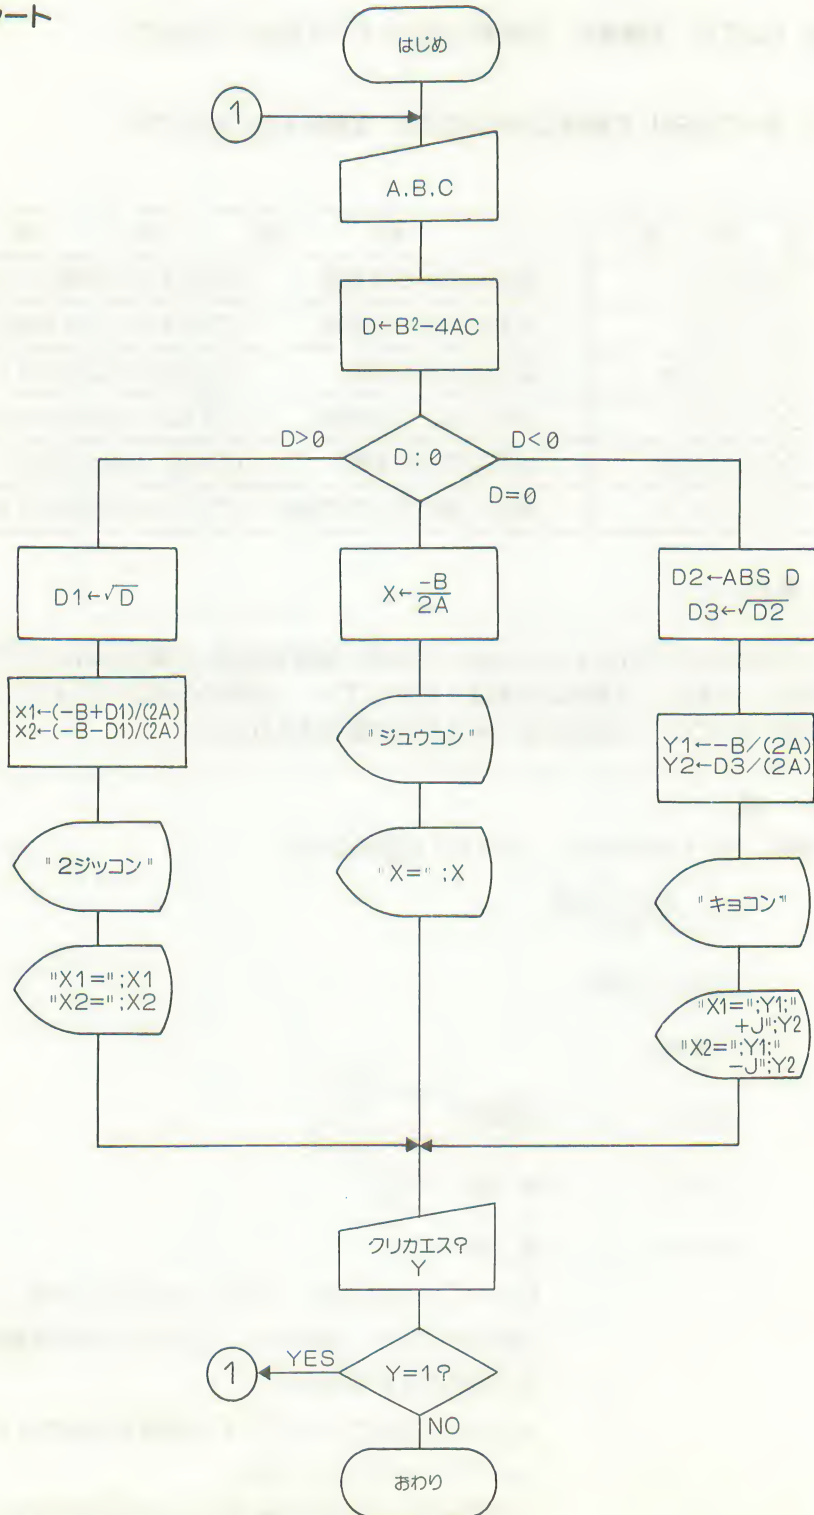 ート
はじめ
1
A.B.C
D←B²−4AC
D>0
D:0
D<0
D=0
D1←√D
X←−B/2A
D2←ABS D
D3←√D2
X1←(−B+D1)/(2A)
X2←(−B−D1)/(2A)
"ジュウコン"
Y1←−B/(2A)
Y2←D3/(2A)
"2ジッコン"
"X=";X
"キョコン"
"X1=";X1
"X2=";X2
"X1=";Y1;"
+J";Y2
"X2=";Y1;"
−J";Y2
クリカエス?
Y
1
YES
Y=1?
NO
おわり